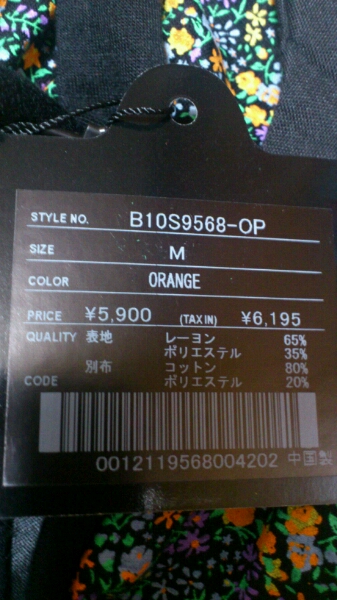 STYLE NO. B10S9568-OP
SIZE M
COLOR ORANGE
PRICE ¥5,900 (TAX IN) ¥6,195
QUALITY 表地 レーヨン 65%
ポリエステル 35%
別布 コットン 80%
CODE ポリエステル 20%
0012119568004202 中国製